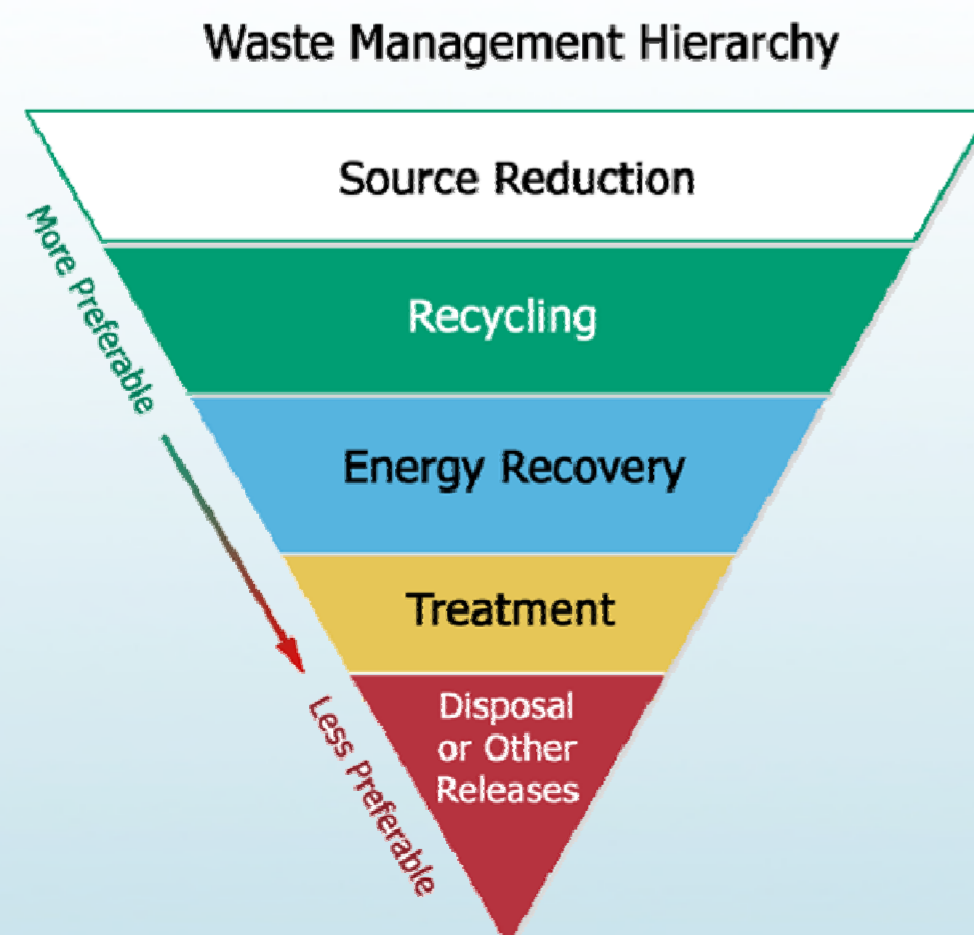 Waste Management Hierarchy
Source Reduction
More Preferable
Recycling
Energy Recovery
Treatment
Less Preferable
Disposal
or Other
Releases